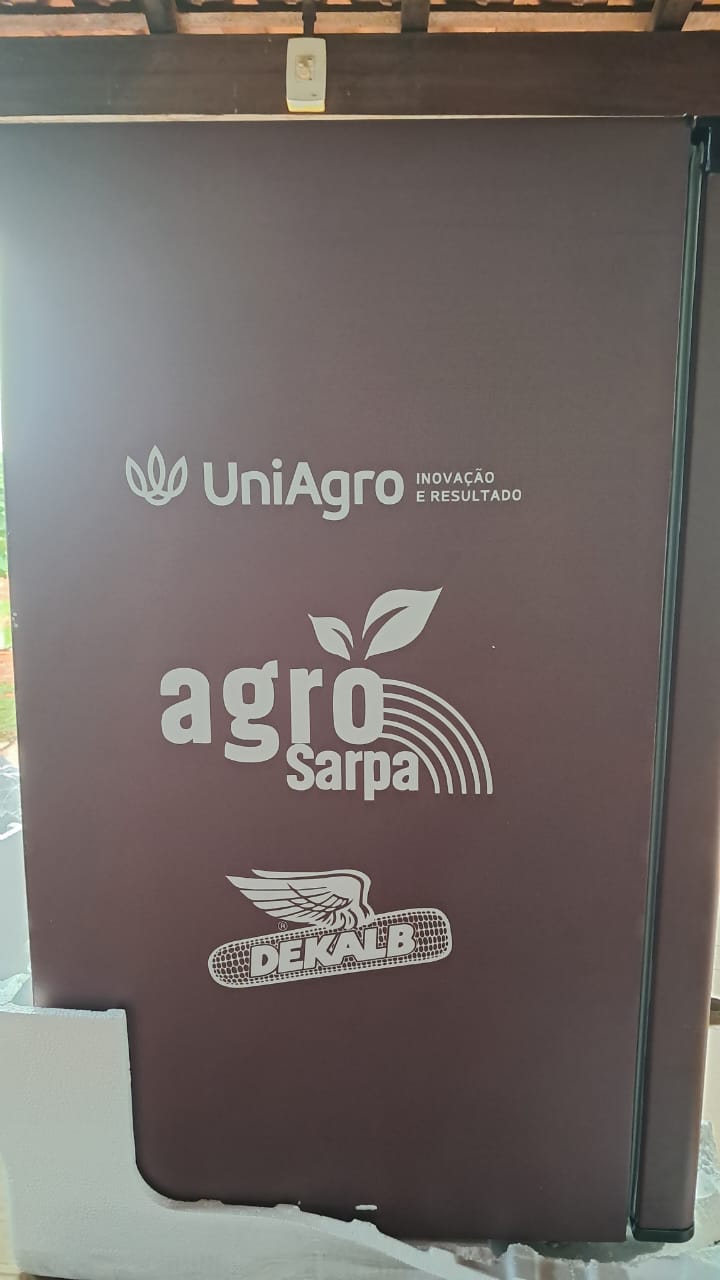 UniAgro
INOVAÇÃO
E RESULTADO
agro
Sarpa
®
DEKALB